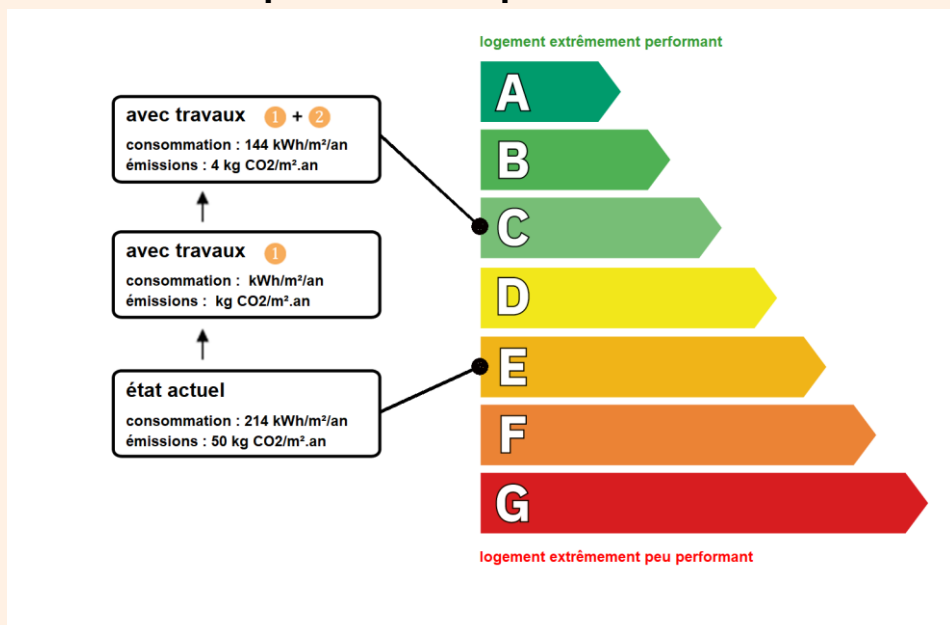 logement extrêmement performant
A
avec travaux 1 + 2
consommation : 144 kWh/m²/an
émissions : 4 kg CO2/m².an
B
C
avec travaux 1
consommation : kWh/m²/an
émissions : kg CO2/m².an
D
E
état actuel
consommation : 214 kWh/m²/an
émissions : 50 kg CO2/m².an
F
G
logement extrêmement peu performant